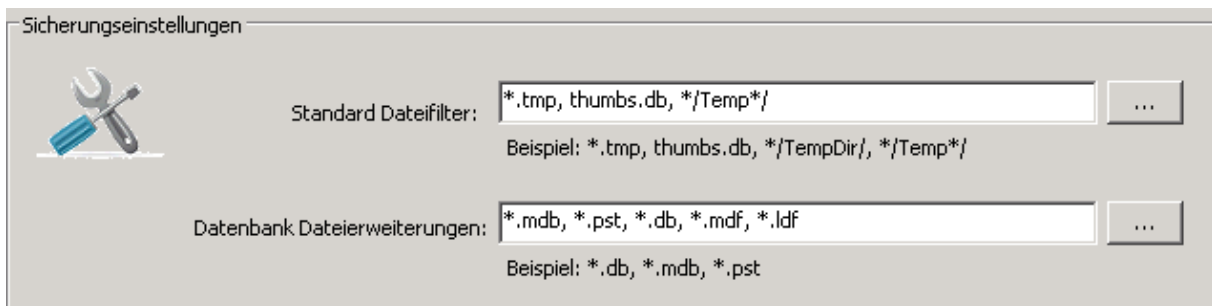 Sicherungseinstellungen
Standard Dateifilter: *.tmp, thumbs.db, */Temp*/ ...
Beispiel: *.tmp, thumbs.db, */TempDir/, */Temp*/
Datenbank Dateierweiterungen: *.mdb, *.pst, *.db, *.mdf, *.ldf ...
Beispiel: *.db, *.mdb, *.pst